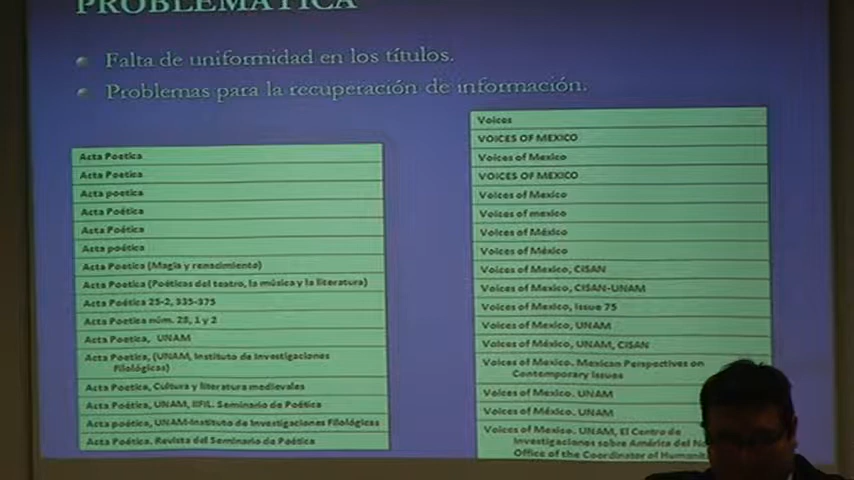 PROBLEMÁTICA
Falta de uniformidad en los títulos.
Problemas para la recuperación de información.
Acta Poetica
Acta Poetica
Acta poetica
Acta Poética
Acta Poética
Acta poética
Acta Poetica (Magia y renacimiento)
Acta Poetica (Poéticas del teatro, la música y la literatura)
Acta Poética 25-2, 335-375
Acta Poetica núm. 28, 1 y 2
Acta Poetica, UNAM
Acta Poetica, (UNAM, Instituto de Investigaciones
Filológicas)
Acta Poetica, Cultura y literatura medievales
Acta Poética, UNAM, IIFIL. Seminario de Poética
Acta poética, UNAM-Instituto de Investigaciones Filológicas
Acta Poética. Revista del Seminario de Poética
Voices
VOICES OF MEXICO
Voices of Mexico
VOICES OF MEXICO
Voices of Mexico
Voices of mexico
Voices of México
Voices of México
Voices of Mexico, CISAN
Voices of Mexico, CISAN-UNAM
Voices of Mexico, Issue 75
Voices of Mexico, UNAM
Voices of México, UNAM, CISAN
Voices of Mexico. Mexican Perspectives on
Contemporary Issues
Voices of Mexico. UNAM
Voices of México. UNAM
Voices of Mexico. UNAM, El Centro de
Investigaciones sobre América del
Office of the Coordinator of